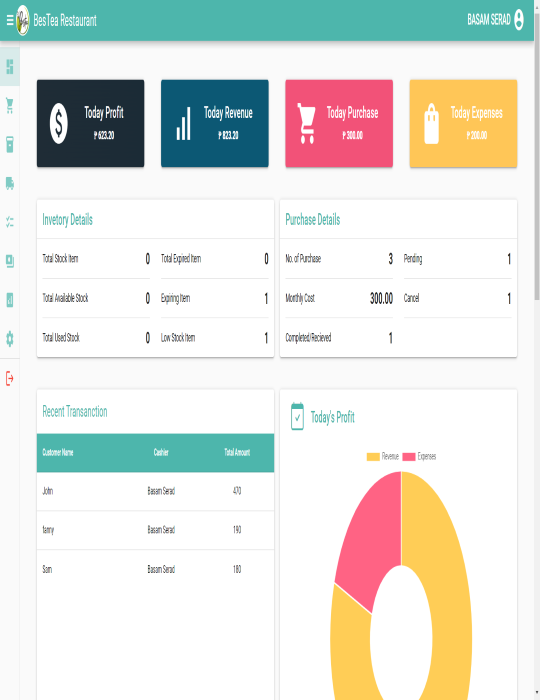 BesTea Restaurant
BASAM SERAD
Today Profit
₱ 623.20
Today Revenue
₱ 823.20
Today Purchase
₱ 300.00
Today Expenses
₱ 200.00
Invetory Details
Total Stock Item 0
Total Expired Item 0
Total Available Stock 0
Expiring Item 1
Total Used Stock 0
Low Stock Item 1
Purchase Details
No. of Purchase 3
Pending 1
Monthly Cost 300.00
Cancel 1
Completed/Recieved 1
Recent Transanction
Customer Name Cashier Total Amount
John Basam Serad 470
fanny Basam Serad 190
Sam Basam Serad 180
Today's Profit
Revenue Expenses